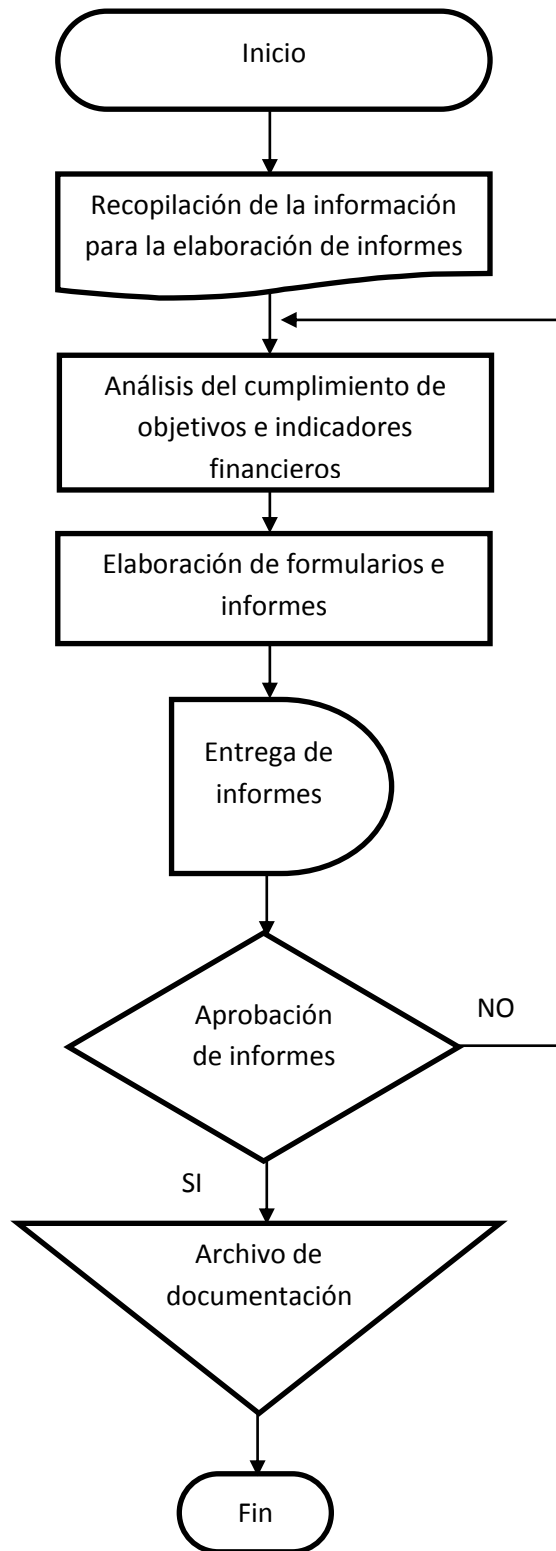 Inicio
Recopilación de la información
para la elaboración de informes
Análisis del cumplimiento de
objetivos e indicadores
financieros
Elaboración de formularios e
informes
Entrega de
informes
Aprobación
de informes
NO
SI
Archivo de
documentación
Fin